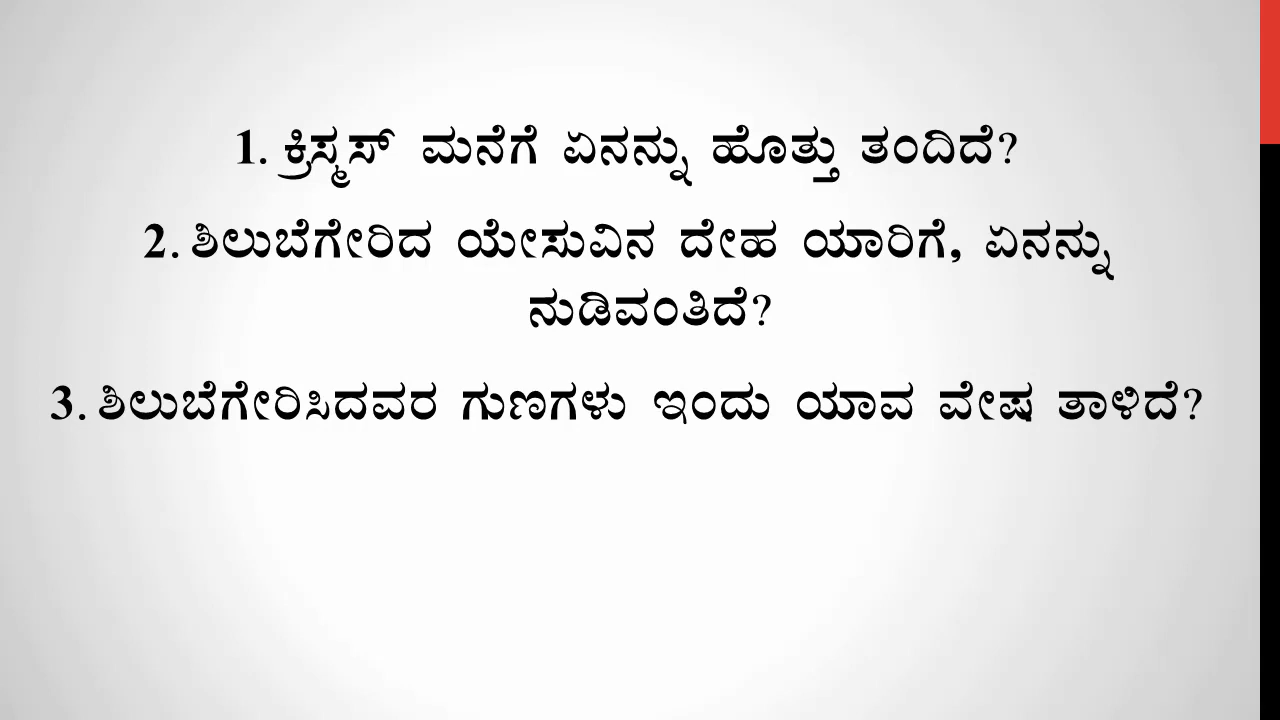 1. ಕ್ರಿಸ್ಮಸ್ ಮನೆಗೆ ಏನನ್ನು ಹೊತ್ತು ತಂದಿದೆ?
2. ಶಿಲುಬೆಗೇರಿದ ಯೇಸುವಿನ ದೇಹ ಯಾರಿಗೆ, ಏನನ್ನು
ನುಡಿವಂತಿದೆ?
3. ಶಿಲುಬೆಗೇರಿಸಿದವರ ಗುಣಗಳು ಇಂದು ಯಾವ ವೇಷ ತಾಳಿದೆ?